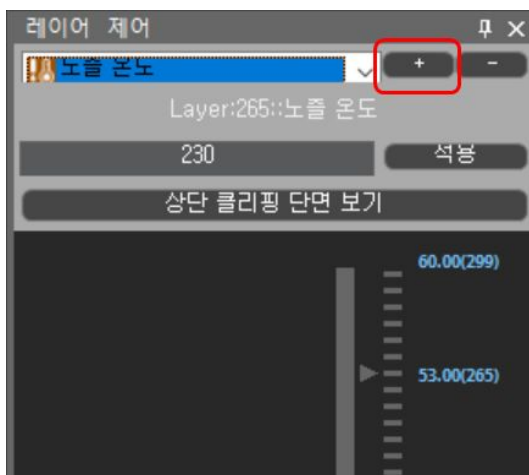 레이어 제어
노즐 온도
+ -
Layer:265::노즐 온도
230 적용
상단 클리핑 단면 보기
60.00(299)
53.00(265)